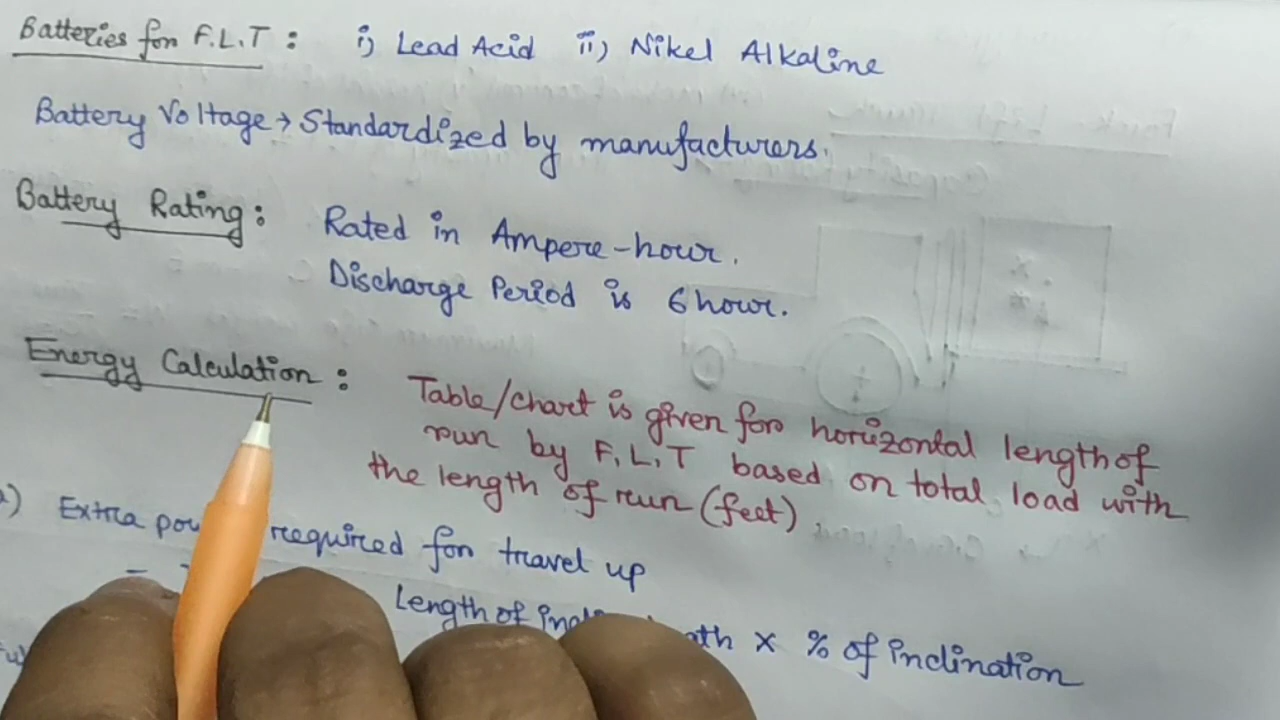 Batteries for F.L.T : i) Lead Acid ii) Nikel Alkaline
Battery Voltage → Standardized by manufacturers.
Battery Rating : Rated in Ampere-hour.
Discharge Period is 6 hour.
Energy Calculation : Table/chart is given for horizontal length of
run by F.L.T based on total load with
the length of run (feet)
Extra required for travel up
Length of × % of inclination